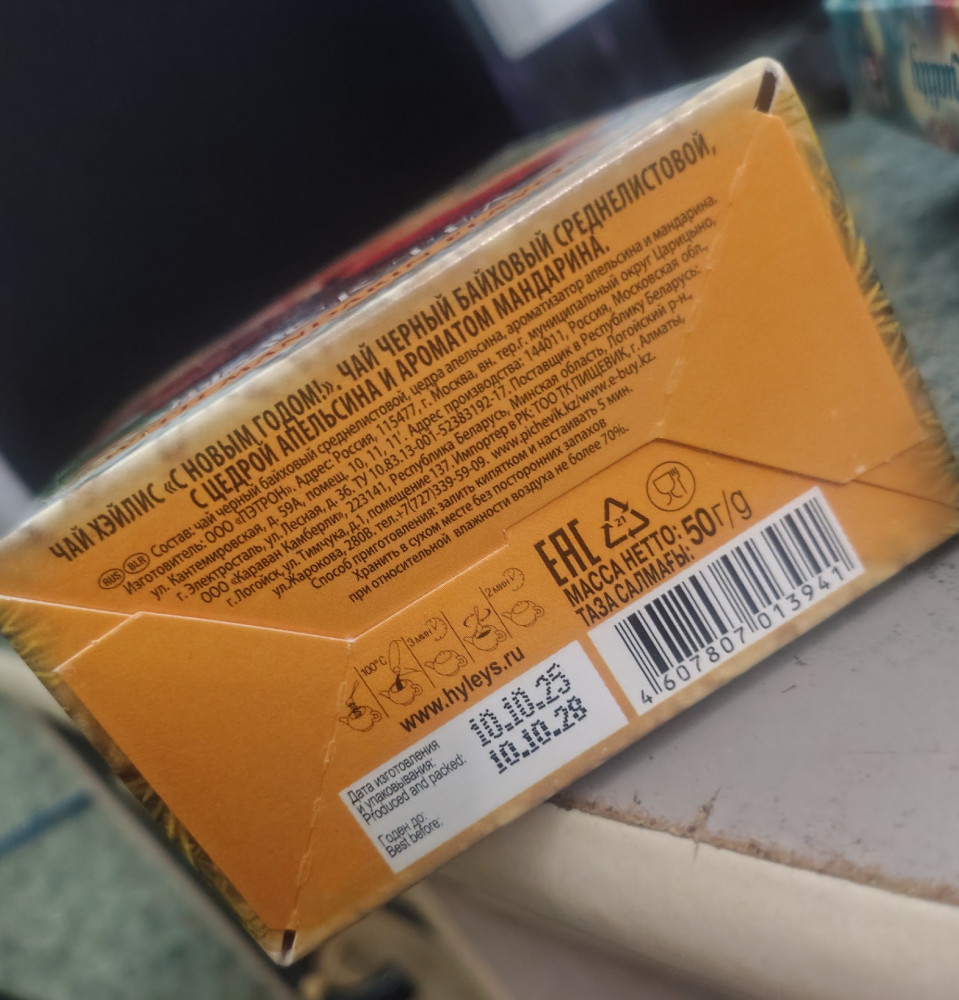 ЧАЙ ХЭЙЛИС «С НОВЫМ ГОДОМ!». ЧАЙ ЧЕРНЫЙ БАЙХОВЫЙ СРЕДНЕЛИСТОВОЙ,
С ЦЕДРОЙ АПЕЛЬСИНА И АРОМАТОМ МАНДАРИНА.
RUS BLR Состав: чай черный байховый среднелистовой, цедра апельсина, ароматизатор апельсина и мандарина.
Изготовитель: ООО «ПЭТРОН», Адрес: Россия, 115477, г. Москва, вн. тер.г. муниципальный округ Царицыно,
ул. Кантемировская, д. 59А, помещ. 10, 11, 11' Адрес производства: 144011, Россия, Московская обл.,
г. Электросталь, ул. Лесная, д.36. ТУ 10.83.13-001-52383192-17. Поставщик в Республику Беларусь:
ООО «Караван Камберли», 223141, Республика Беларусь, Минская область, Логойский р-н.,
г.Логойск, ул. Тимчука, д.1, помещение 137. Импортер в РК: ТОО ТК ПИЩЕВИК, г. Алматы,
ул.Жарокова, 280В. тел.:+7(727)339-59-09. www.pichevik.kz/www.e-buy.kz.
Способ приготовления: залить кипятком и настаивать 5 мин.
Хранить в сухом месте без посторонних запахов
при относительной влажности воздуха не более 70%.
EAC
21
МАССА НЕТТО: 50г/g
ТАЗА САЛМАҒЫ:
100°C
3 мин
2 мин
www.hyleys.ru
4 607807 013941
Дата изготовления
и упаковывания:
Produced and packed:
10.10.25
Годен до:
Best before:
10.10.28